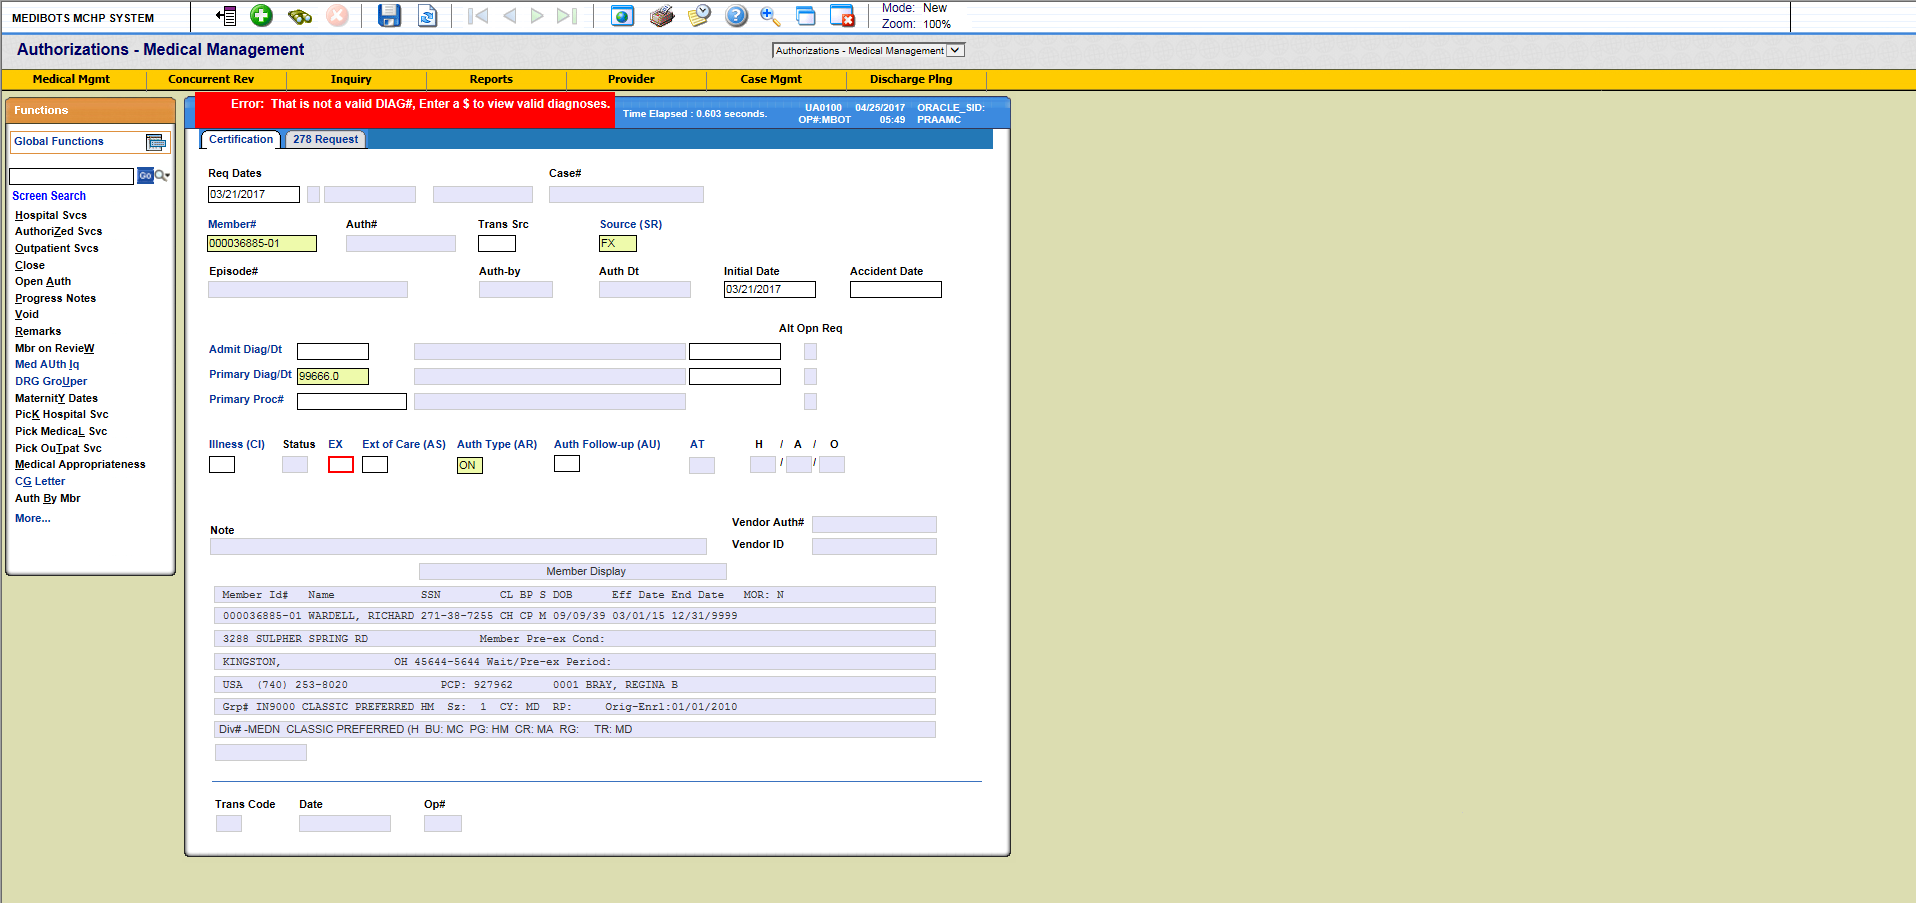 MEDIBOTS MCHP SYSTEM
Mode: New
Zoom: 100%
Authorizations - Medical Management
Authorizations - Medical Management
Medical Mgmt Concurrent Rev Inquiry Reports Provider Case Mgmt Discharge Plng
Functions
Global Functions
Go
Screen Search
Hospital Svcs
AuthoriZed Svcs
Outpatient Svcs
Close
Open Auth
Progress Notes
Void
Remarks
Mbr on RevieW
Med AUth Iq
DRG GroUper
MaternitY Dates
PicK Hospital Svc
Pick MedicaL Svc
Pick OuTpat Svc
Medical Appropriateness
CG Letter
Auth By Mbr
More...
Error: That is not a valid DIAG#, Enter a $ to view valid diagnoses.
Time Elapsed : 0.603 seconds.
UA0100 04/25/2017 ORACLE_SID:
OP#:MBOT 05:49 PRAAMC
Certification 278 Request
Req Dates Case#
03/21/2017
Member# Auth# Trans Src Source (SR)
000036885-01 FX
Episode# Auth-by Auth Dt Initial Date Accident Date
03/21/2017
Alt Opn Req
Admit Diag/Dt
Primary Diag/Dt 99666.0
Primary Proc#
Illness (CI) Status EX Ext of Care (AS) Auth Type (AR) Auth Follow-up (AU) AT H / A / O
ON / /
Note
Vendor Auth#
Vendor ID
Member Display
Member Id# Name SSN CL BP S DOB Eff Date End Date MOR: N
000036885-01 WARDELL, RICHARD 271-38-7255 CH CP M 09/09/39 03/01/15 12/31/9999
3288 SULPHER SPRING RD Member Pre-ex Cond:
KINGSTON, OH 45644-5644 Wait/Pre-ex Period:
USA (740) 253-8020 PCP: 927962 0001 BRAY, REGINA B
Grp# IN9000 CLASSIC PREFERRED HM Sz: 1 CY: MD RP: Orig-Enrl:01/01/2010
Div# -MEDN CLASSIC PREFERRED (H BU: MC PG: HM CR: MA RG: TR: MD
Trans Code Date Op#